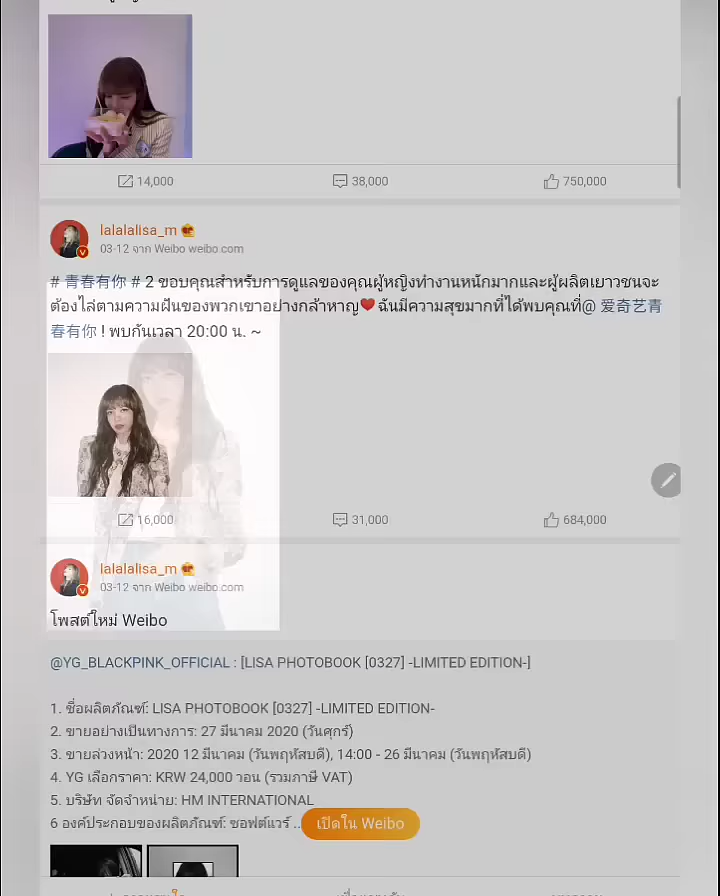 14,000 38,000 750,000
lalalalisa_m
03-12 จาก Weibo weibo.com
# 青春有你 # 2 ขอบคุณสำหรับการดูแลของคุณผู้หญิงทำงานหนักมากและผู้ผลิตเยาวชนจะ
ต้องไล่ตามความฝันของพวกเขาอย่างกล้าหาญ❤️ ฉันมีความสุขมากที่ได้พบคุณที่@ 爱奇艺青
春有你 ! พบกันเวลา 20:00 น. ~
16,000 31,000 684,000
lalalalisa_m
03-12 จาก Weibo weibo.com
โพสต์ใหม่ Weibo
@YG_BLACKPINK_OFFICIAL : [LISA PHOTOBOOK [0327] -LIMITED EDITION-]
1. ชื่อผลิตภัณฑ์: LISA PHOTOBOOK [0327] -LIMITED EDITION-
2. ขายอย่างเป็นทางการ: 27 มีนาคม 2020 (วันศุกร์)
3. ขายล่วงหน้า: 2020 12 มีนาคม (วันพฤหัสบดี), 14:00 - 26 มีนาคม (วันพฤหัสบดี)
4. YG เลือกราคา: KRW 24,000 วอน (รวมภาษี VAT)
5. บริษัท จัดจำหน่าย: HM INTERNATIONAL
6 องค์ประกอบของผลิตภัณฑ์: ซอฟต์แวร์ ...
เปิดใน Weibo